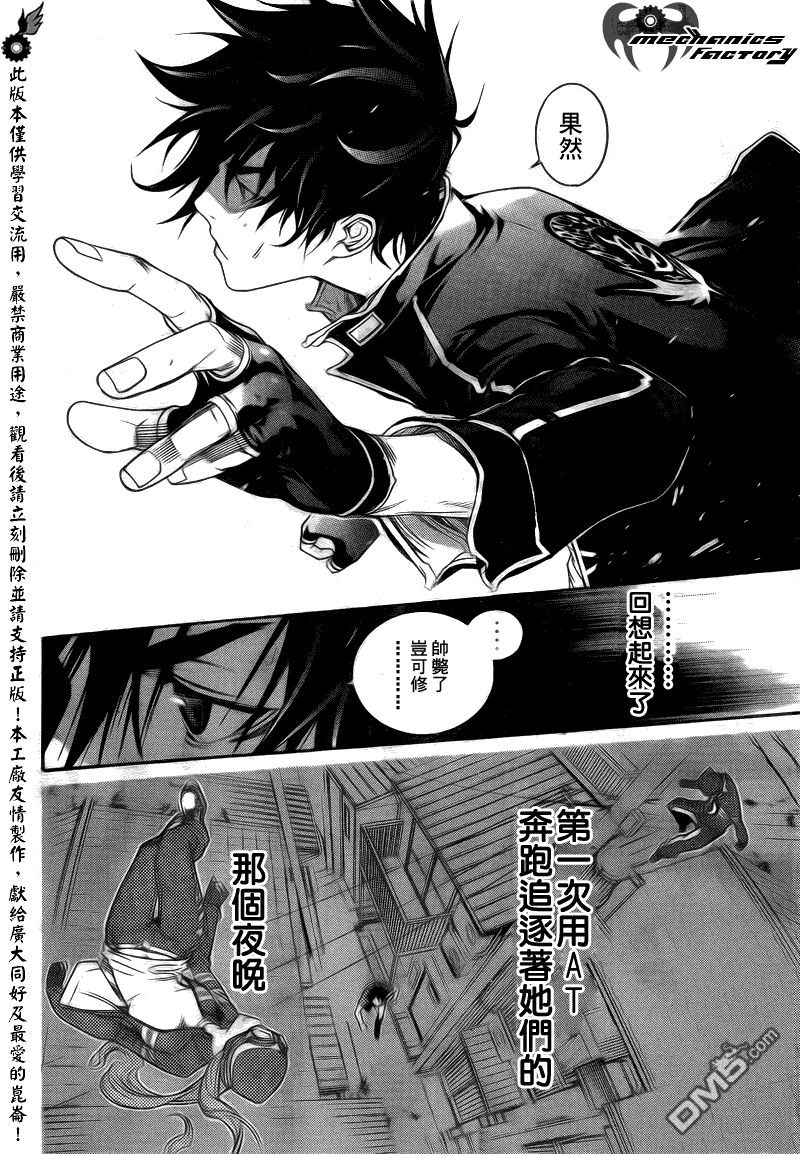 mechanics
Factory
此版本僅供學習交流用，嚴禁商業用途，觀看後請立刻刪除並請支持正版！本工廠友情製作，獻給廣大同好及最愛的崑崙！
果然
…………
回想起來了
……
帥斃了
豈可修
…………
第一次用AT
奔跑追逐著她們的
那個夜晚
DM5.com